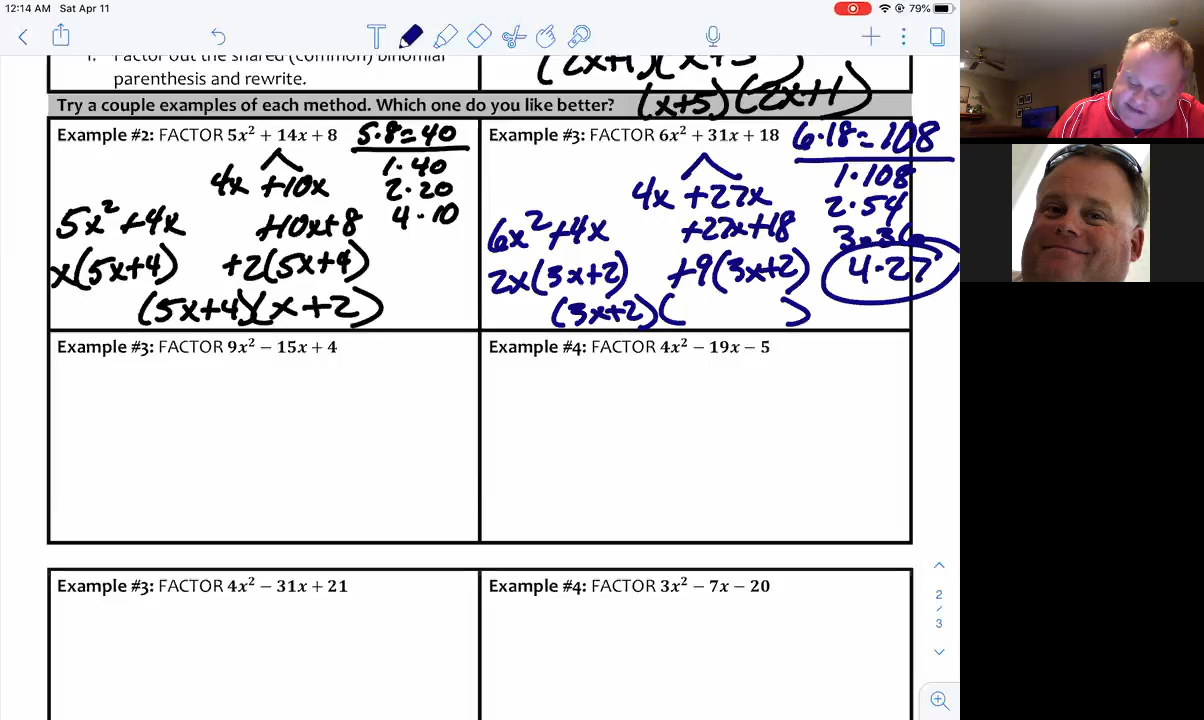 12:14 AM Sat Apr 11
79%
1. Factor out the shared (common) binomial
parenthesis and rewrite.
(2x+1)(x+5)
(x+5)(2x+1)
Try a couple examples of each method. Which one do you like better?
Example #2: FACTOR 5x² + 14x + 8
5·8=40
1·40
2·20
4·10
4x +10x
5x²+4x +10x+8
x(5x+4) +2(5x+4)
(5x+4)(x+2)
Example #3: FACTOR 6x² + 31x + 18
6·18=108
1·108
2·54
3·36
4·27
4x +27x
6x²+4x +27x+18
2x(3x+2) +9(3x+2)
(3x+2)( )
Example #3: FACTOR 9x² − 15x + 4
Example #4: FACTOR 4x² − 19x − 5
Example #3: FACTOR 4x² − 31x + 21
Example #4: FACTOR 3x² − 7x − 20
2
/
3